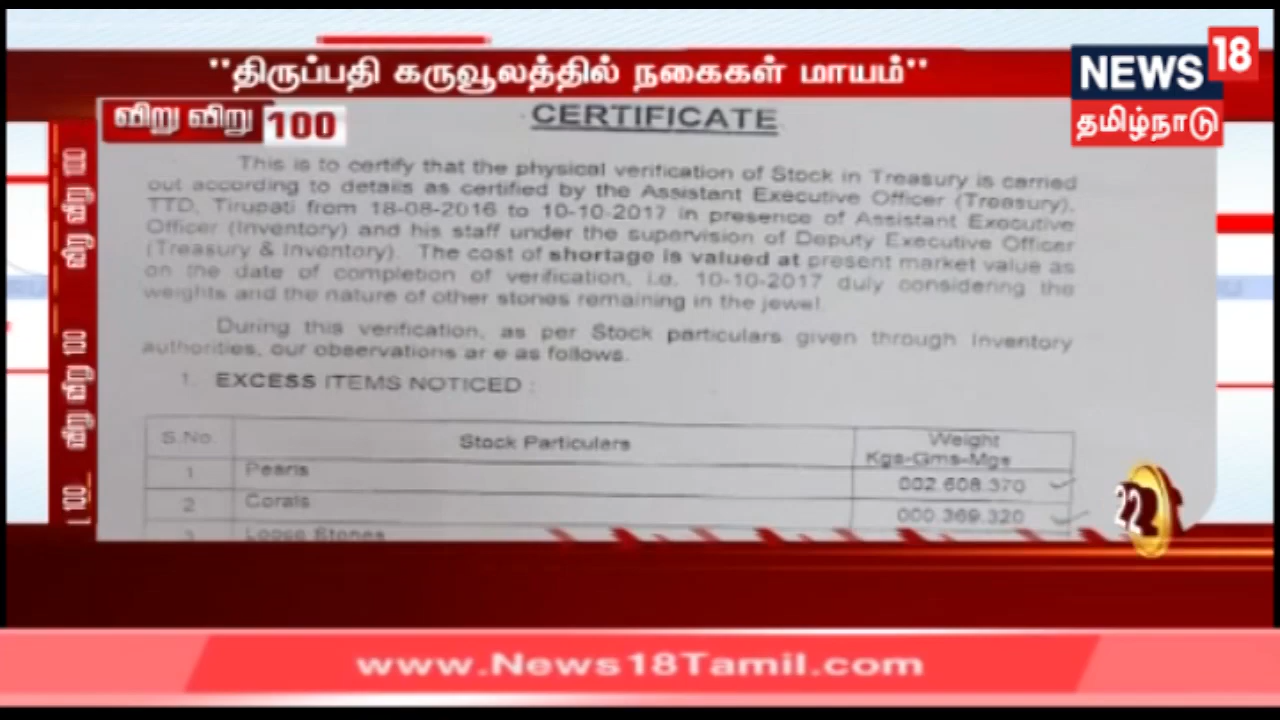 "திருப்பதி கருவூலத்தில் நகைகள் மாயம்"
NEWS 18
தமிழ்நாடு
விறு விறு 100
CERTIFICATE
This is to certify that the physical verification of Stock in Treasury is carried
out according to details as certified by the Assistant Executive Officer (Treasury),
TTD, Tirupati from 18-08-2016 to 10-10-2017 in presence of Assistant Executive
Officer (Inventory) and his staff under the supervision of Deputy Executive Officer
(Treasury & Inventory). The cost of shortage is valued at present market value as
on the date of completion of verification, i.e. 10-10-2017 duly considering the
weights and the nature of other stones remaining in the jewel.
During this verification, as per Stock particulars given through Inventory
authorities, our observations ar e as follows.
1. EXCESS ITEMS NOTICED :
S.No Stock Particulers Weight
Kgs-Gms-Mgs
1 Pearls 002.608.370
2 Corals 000.369.320
3 Loose Stones
விறு விறு 100
விறு விறு 100
100
22
www.News18Tamil.com